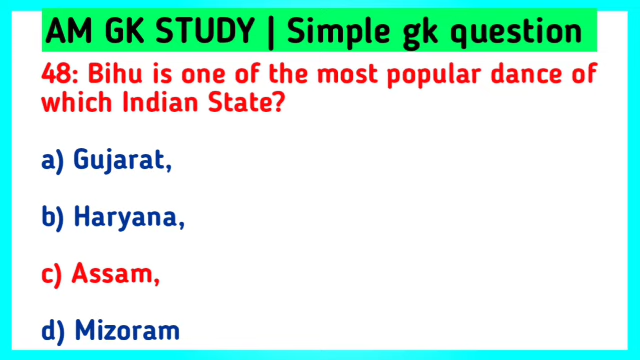 AM GK STUDY | Simple gk question
48: Bihu is one of the most popular dance of
which Indian State?
a) Gujarat,
b) Haryana,
c) Assam,
d) Mizoram